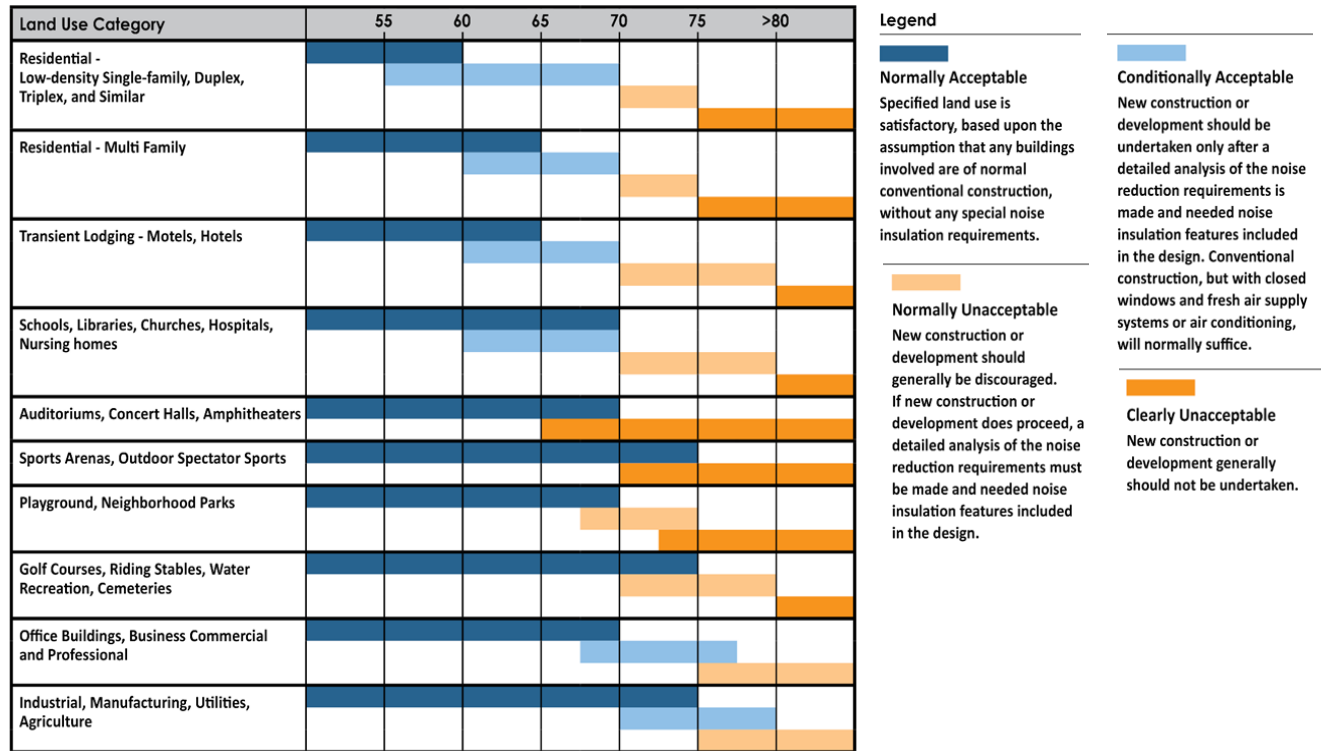 Land Use Category 55 60 65 70 75 >80
Residential -
Low-density Single-family, Duplex,
Triplex, and Similar
Residential - Multi Family
Transient Lodging - Motels, Hotels
Schools, Libraries, Churches, Hospitals,
Nursing homes
Auditoriums, Concert Halls, Amphitheaters
Sports Arenas, Outdoor Spectator Sports
Playground, Neighborhood Parks
Golf Courses, Riding Stables, Water
Recreation, Cemeteries
Office Buildings, Business Commercial
and Professional
Industrial, Manufacturing, Utilities,
Agriculture
Legend
Normally Acceptable
Specified land use is
satisfactory, based upon the
assumption that any buildings
involved are of normal
conventional construction,
without any special noise
insulation requirements.
Normally Unacceptable
New construction or
development should
generally be discouraged.
If new construction or
development does proceed, a
detailed analysis of the noise
reduction requirements must
be made and needed noise
insulation features included
in the design.
Conditionally Acceptable
New construction or
development should be
undertaken only after a
detailed analysis of the noise
reduction requirements is
made and needed noise
insulation features included
in the design. Conventional
construction, but with closed
windows and fresh air supply
systems or air conditioning,
will normally suffice.
Clearly Unacceptable
New construction or
development generally
should not be undertaken.